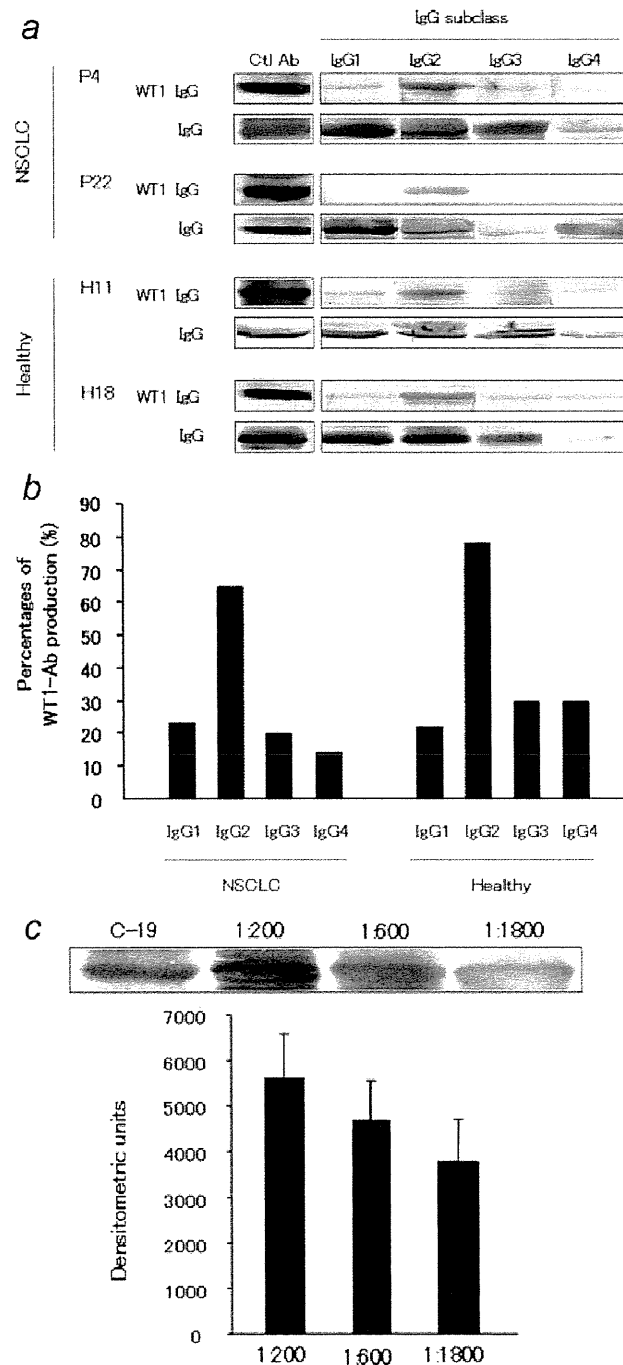 a
IgG subclass
Ctl Ab IgG1 IgG2 IgG3 IgG4
NSCLC
P4 WT1 IgG
IgG
P22 WT1 IgG
IgG
Healthy
H11 WT1 IgG
IgG
H18 WT1 IgG
IgG
b
Percentages of
WT1-Ab production (%)
90
80
70
60
50
40
30
20
10
0
IgG1 IgG2 IgG3 IgG4 IgG1 IgG2 IgG3 IgG4
NSCLC Healthy
c
C-19 1:200 1:600 1:1800
Densitometric units
7000
6000
5000
4000
3000
2000
1000
0
1:200 1:600 1:1800